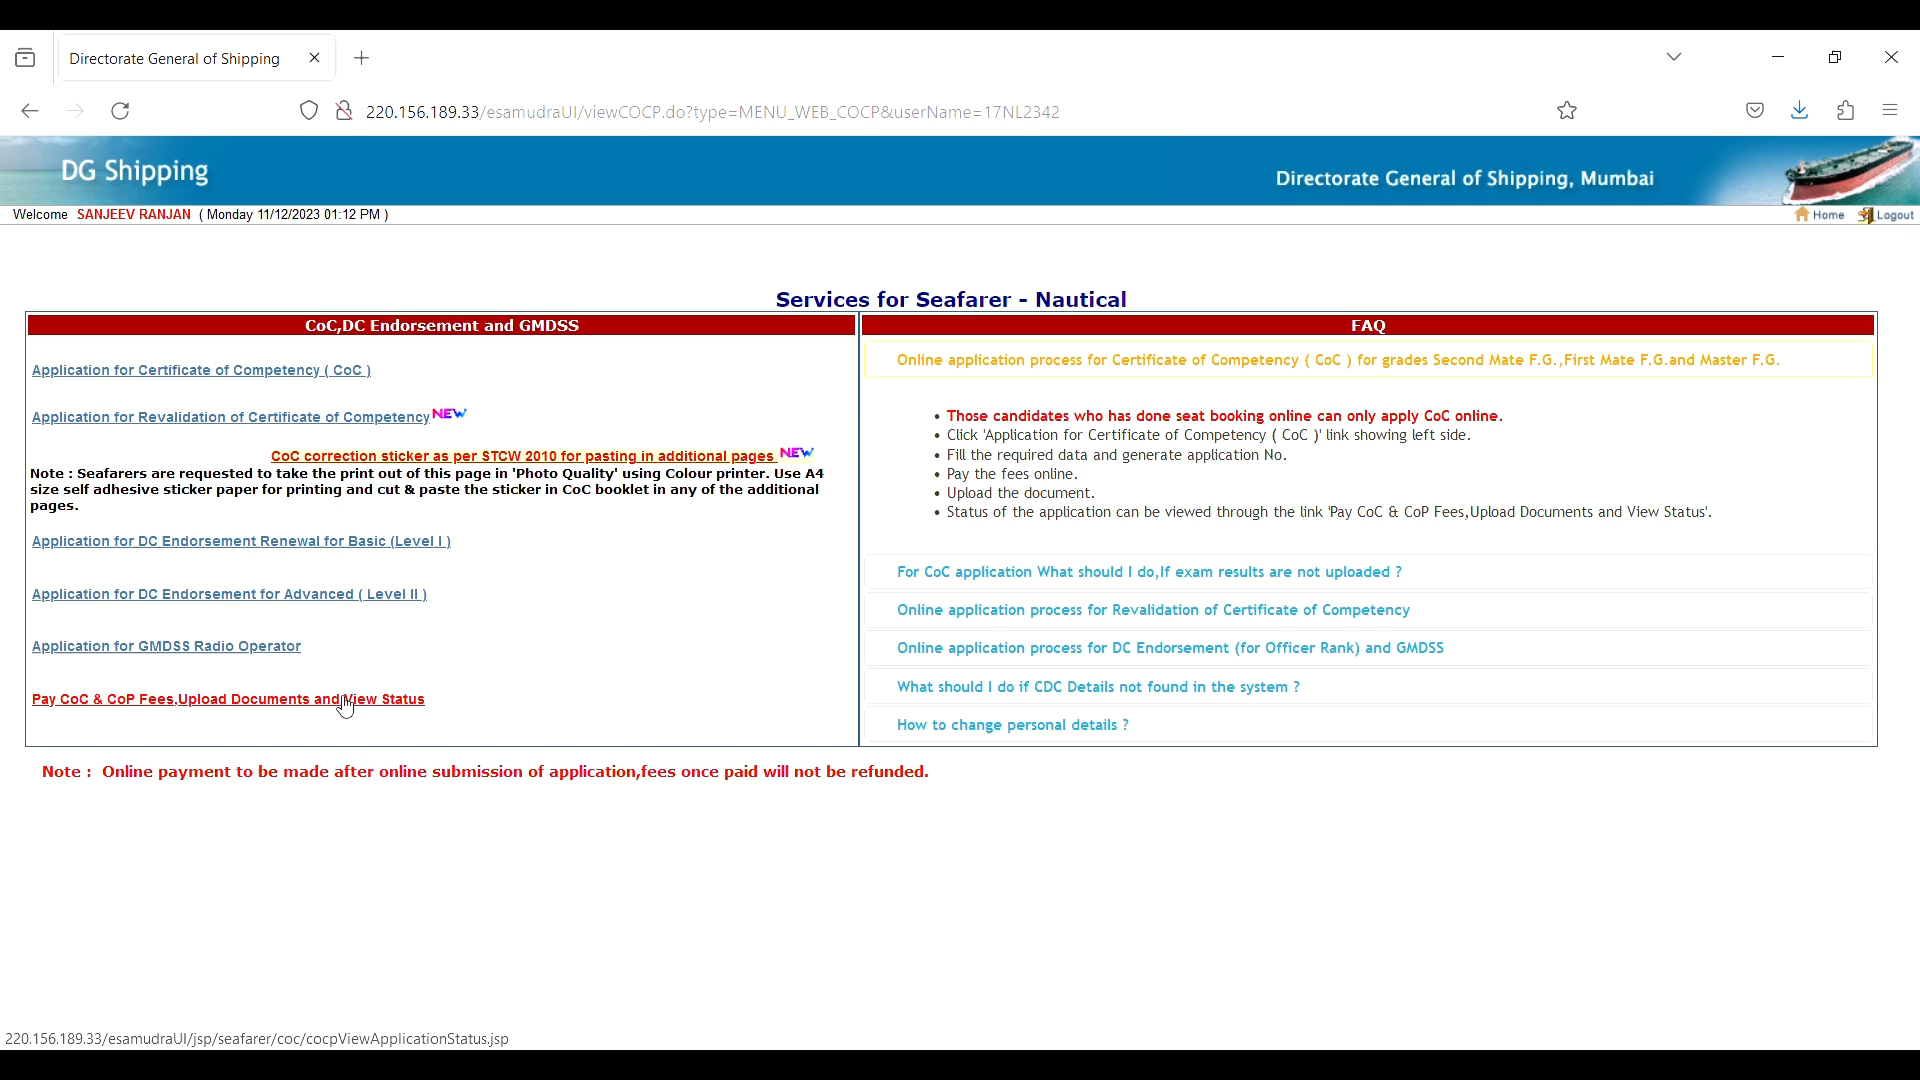 Directorate General of Shipping
220.156.189.33/esamudraUI/viewCOCP.do?type=MENU_WEB_COCP&userName=17NL2342
DG Shipping
Directorate General of Shipping, Mumbai
Welcome SANJEEV RANJAN ( Monday 11/12/2023 01:12 PM )
Home Logout
Services for Seafarer - Nautical
CoC,DC Endorsement and GMDSS
Application for Certificate of Competency ( CoC )
Application for Revalidation of Certificate of Competency NEW
CoC correction sticker as per STCW 2010 for pasting in additional pages NEW
Note : Seafarers are requested to take the print out of this page in 'Photo Quality' using Colour printer. Use A4
size self adhesive sticker paper for printing and cut & paste the sticker in CoC booklet in any of the additional
pages.
Application for DC Endorsement Renewal for Basic (Level I )
Application for DC Endorsement for Advanced ( Level II )
Application for GMDSS Radio Operator
Pay CoC & CoP Fees,Upload Documents and View Status
FAQ
Online application process for Certificate of Competency ( CoC ) for grades Second Mate F.G.,First Mate F.G.and Master F.G.
• Those candidates who has done seat booking online can only apply CoC online.
• Click 'Application for Certificate of Competency ( CoC )' link showing left side.
• Fill the required data and generate application No.
• Pay the fees online.
• Upload the document.
• Status of the application can be viewed through the link 'Pay CoC & CoP Fees,Upload Documents and View Status'.
For CoC application What should I do,If exam results are not uploaded ?
Online application process for Revalidation of Certificate of Competency
Online application process for DC Endorsement (for Officer Rank) and GMDSS
What should I do if CDC Details not found in the system ?
How to change personal details ?
Note : Online payment to be made after online submission of application,fees once paid will not be refunded.
220.156.189.33/esamudraUI/jsp/seafarer/coc/cocpViewApplicationStatus.jsp